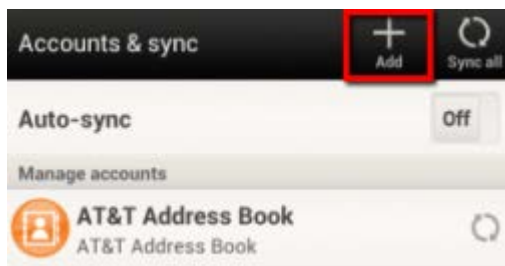 Accounts & sync
Add
Sync all
Auto-sync
Off
Manage accounts
AT&T Address Book
AT&T Address Book